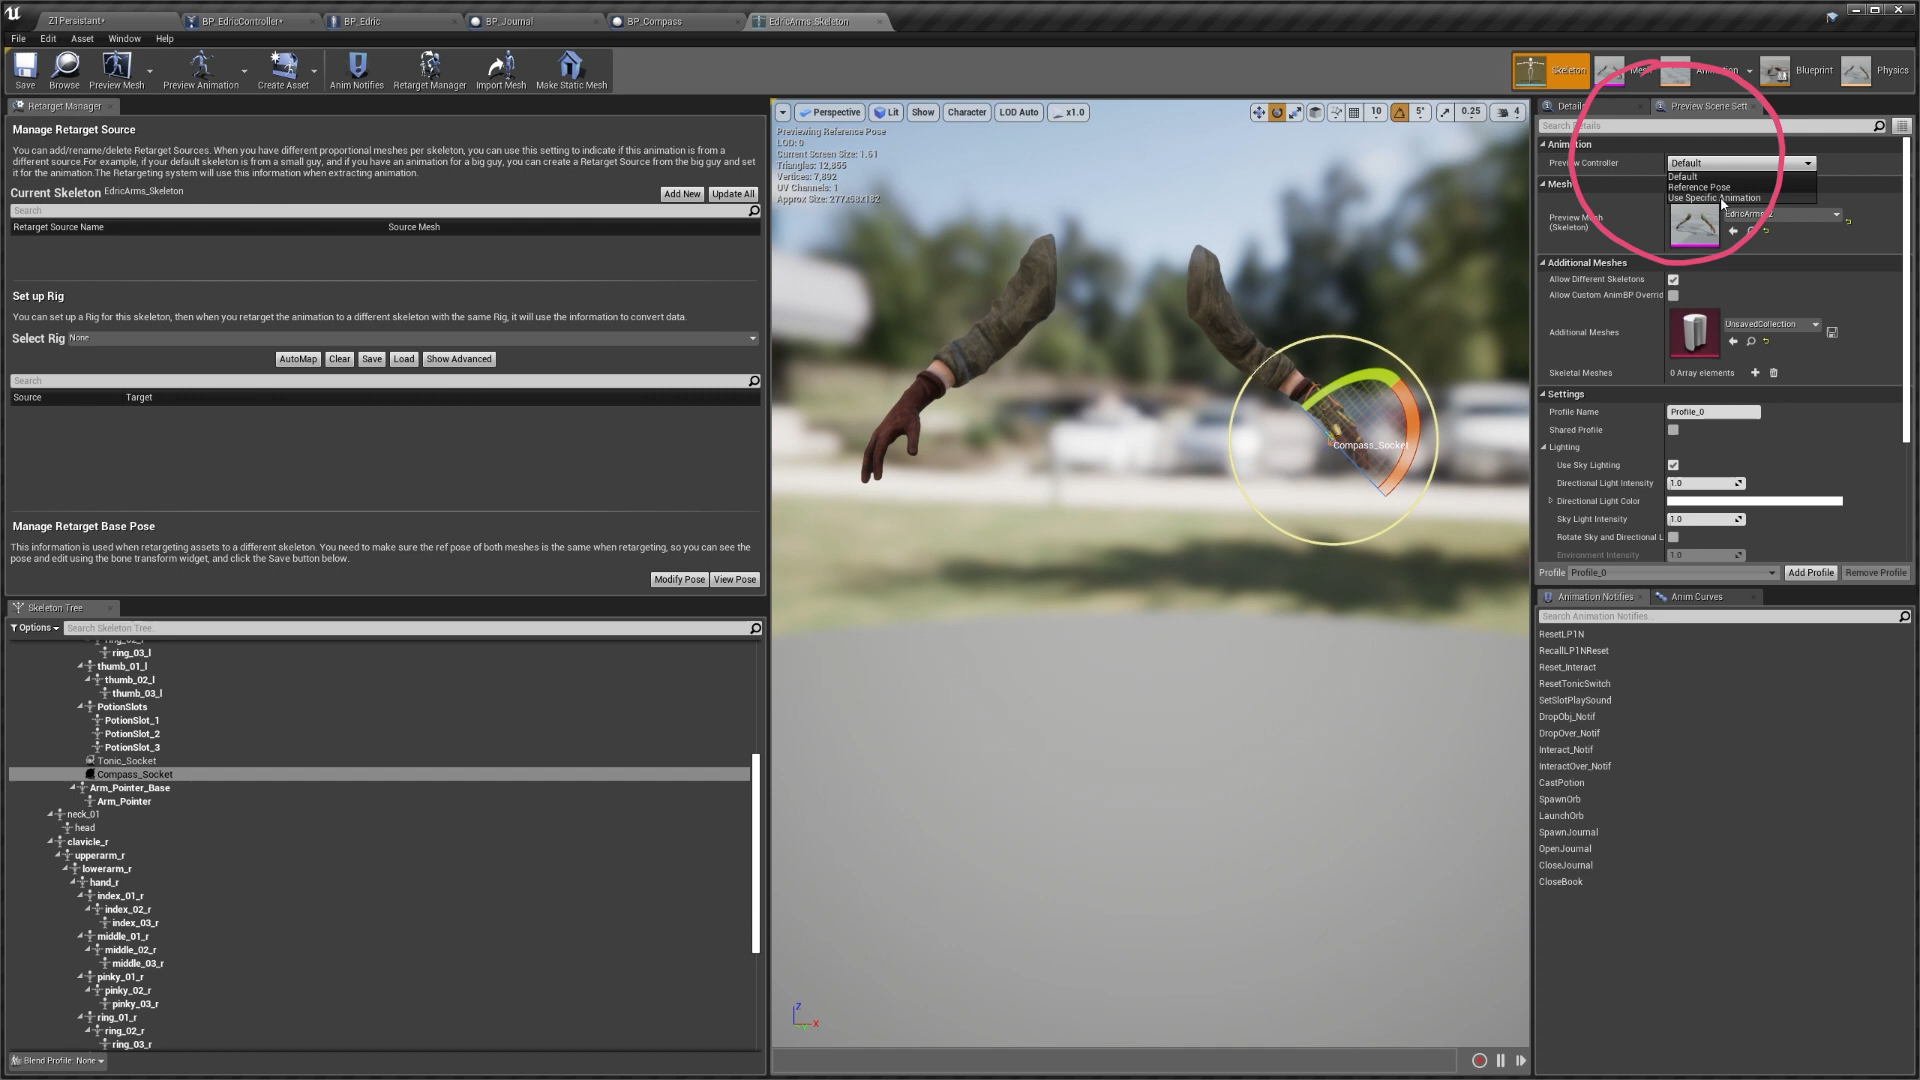 Z1Persistant*
BP_EdricController*
BP_Edric
BP_Journal
BP_Compass
EdricArms_Skeleton
File Edit Asset Window Help
Save
Browse
Preview Mesh
Preview Animation
Create Asset
Anim Notifies
Retarget Manager
Import Mesh
Make Static Mesh
Skeleton
Mesh
Animation
Blueprint
Physics
Retarget Manager
Manage Retarget Source
You can add/rename/delete Retarget Sources. When you have different proportional meshes per skeleton, you can use this setting to indicate if this animation is from a
different source.For example, if your default skeleton is from a small guy, and if you have an animation for a big guy, you can create a Retarget Source from the big guy and set
it for the animation.The Retargeting system will use this information when extracting animation.
Current Skeleton EdricArms_Skeleton
Add New Update All
Search
Retarget Source Name Source Mesh
Set up Rig
You can set up a Rig for this skeleton, then when you retarget the animation to a different skeleton with the same Rig, it will use the information to convert data.
Select Rig None
AutoMap Clear Save Load Show Advanced
Search
Source Target
Manage Retarget Base Pose
This information is used when retargeting assets to a different skeleton. You need to make sure the ref pose of both meshes is the same when retargeting, so you can see the
pose and edit using the bone transform widget, and click the Save button below.
Modify Pose View Pose
Skeleton Tree
Options Search Skeleton Tree...
ring_02_l
ring_03_l
thumb_01_l
thumb_02_l
thumb_03_l
PotionSlots
PotionSlot_1
PotionSlot_2
PotionSlot_3
Tonic_Socket
Compass_Socket
Arm_Pointer_Base
Arm_Pointer
neck_01
head
clavicle_r
upperarm_r
lowerarm_r
hand_r
index_01_r
index_02_r
index_03_r
middle_01_r
middle_02_r
middle_03_r
pinky_01_r
pinky_02_r
pinky_03_r
ring_01_r
ring_02_r
ring_03_r
Blend Profile: None
Perspective Lit Show Character LOD Auto x1.0
10 5° 0.25 4
Previewing Reference Pose
LOD: 0
Current Screen Size: 1.61
Triangles: 12,855
Vertices: 7,892
UV Channels: 1
Approx Size: 277x58x182
Compass_Socket
Z
X
Details
Preview Scene Sett
Search Details
Animation
Preview Controller Default
Default
Reference Pose
Use Specific Animation
Mesh
Preview Mesh
(Skeleton)
Additional Meshes
Allow Different Skeletons
Allow Custom AnimBP Overrid
Additional Meshes UnsavedCollection
Skeletal Meshes 0 Array elements
Settings
Profile Name Profile_0
Shared Profile
Lighting
Use Sky Lighting
Directional Light Intensity 1.0
Directional Light Color
Sky Light Intensity 1.0
Rotate Sky and Directional L
Environment Intensity 1.0
Profile Profile_0 Add Profile Remove Profile
Animation Notifies
Anim Curves
Search Animation Notifies...
ResetLP1N
RecallLP1NReset
Reset_Interact
ResetTonicSwitch
SetSlotPlaySound
DropObj_Notif
DropOver_Notif
Interact_Notif
InteractOver_Notif
CastPotion
SpawnOrb
LaunchOrb
SpawnJournal
OpenJournal
CloseJournal
CloseBook